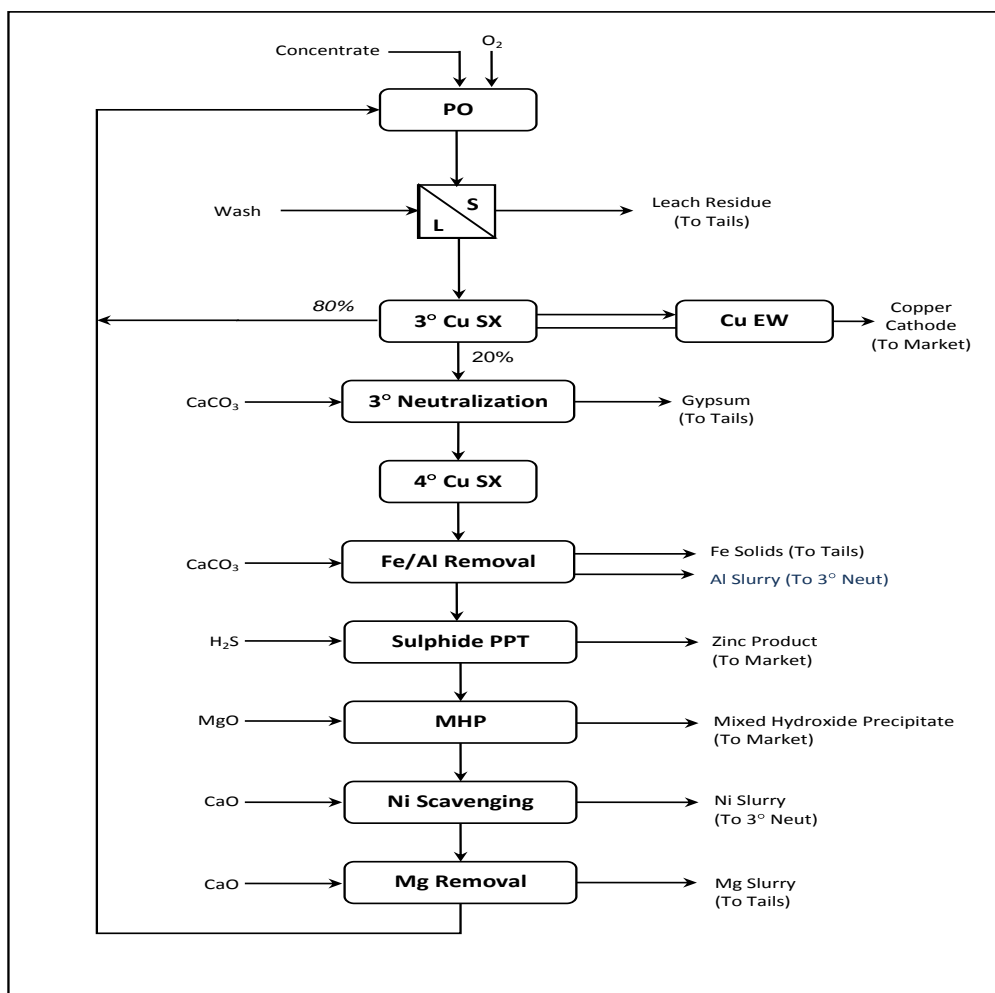 O₂
Concentrate
PO
Wash
S
L
Leach Residue
(To Tails)
80%
3° Cu SX
Cu EW
Copper
Cathode
(To Market)
20%
CaCO₃
3° Neutralization
Gypsum
(To Tails)
4° Cu SX
CaCO₃
Fe/Al Removal
Fe Solids (To Tails)
Al Slurry (To 3° Neut)
H₂S
Sulphide PPT
Zinc Product
(To Market)
MgO
MHP
Mixed Hydroxide Precipitate
(To Market)
CaO
Ni Scavenging
Ni Slurry
(To 3° Neut)
CaO
Mg Removal
Mg Slurry
(To Tails)